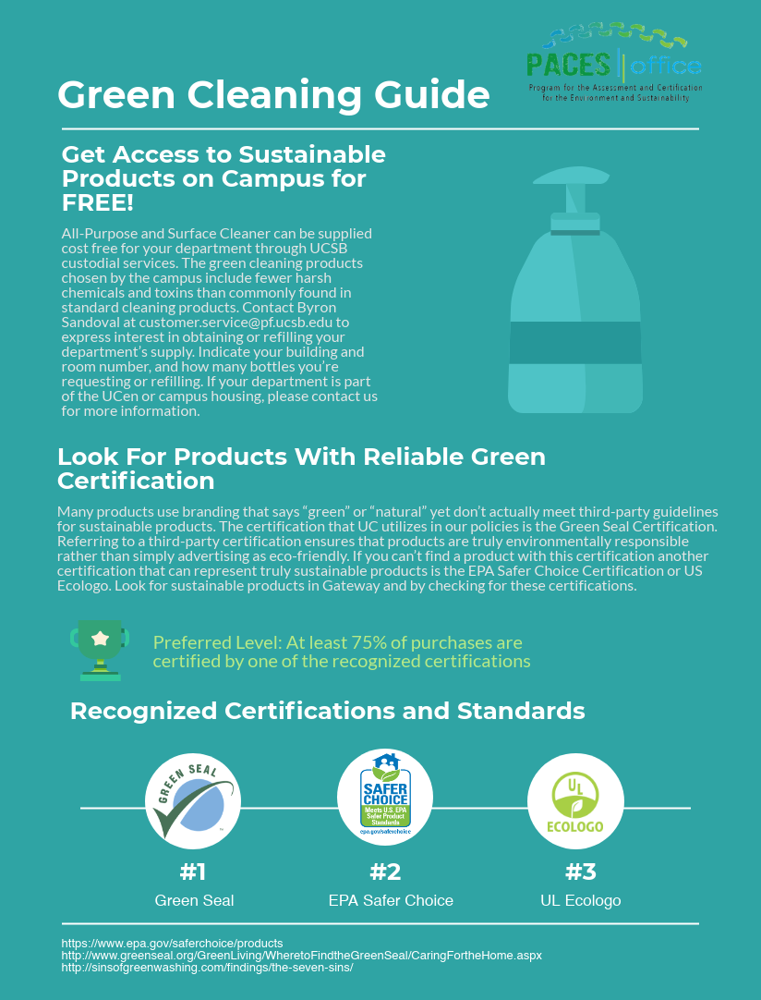 PACES office
Program for the Assessment and Certification
for the Environment and Sustainability
Green Cleaning Guide
Get Access to Sustainable
Products on Campus for
FREE!
All-Purpose and Surface Cleaner can be supplied
cost free for your department through UCSB
custodial services. The green cleaning products
chosen by the campus include fewer harsh
chemicals and toxins than commonly found in
standard cleaning products. Contact Byron
Sandoval at customer.service@pf.ucsb.edu to
express interest in obtaining or refilling your
department's supply. Indicate your building and
room number, and how many bottles you're
requesting or refilling. If your department is part
of the UCen or campus housing, please contact us
for more information.
Look For Products With Reliable Green
Certification
Many products use branding that says “green” or “natural” yet don't actually meet third-party guidelines
for sustainable products. The certification that UC utilizes in our policies is the Green Seal Certification.
Referring to a third-party certification ensures that products are truly environmentally responsible
rather than simply advertising as eco-friendly. If you can't find a product with this certification another
certification that can represent truly sustainable products is the EPA Safer Choice Certification or US
Ecologo. Look for sustainable products in Gateway and by checking for these certifications.
Preferred Level: At least 75% of purchases are
certified by one of the recognized certifications
Recognized Certifications and Standards
GREEN SEAL
™
SAFER
CHOICE
Meets U.S. EPA
Safer Product
Standards
epa.gov/saferchoice
UL
ECOLOGO
#1
#2
#3
Green Seal
EPA Safer Choice
UL Ecologo
https://www.epa.gov/saferchoice/products
http://www.greenseal.org/GreenLiving/WheretoFindtheGreenSeal/CaringFortheHome.aspx
http://sinsofgreenwashing.com/findings/the-seven-sins/